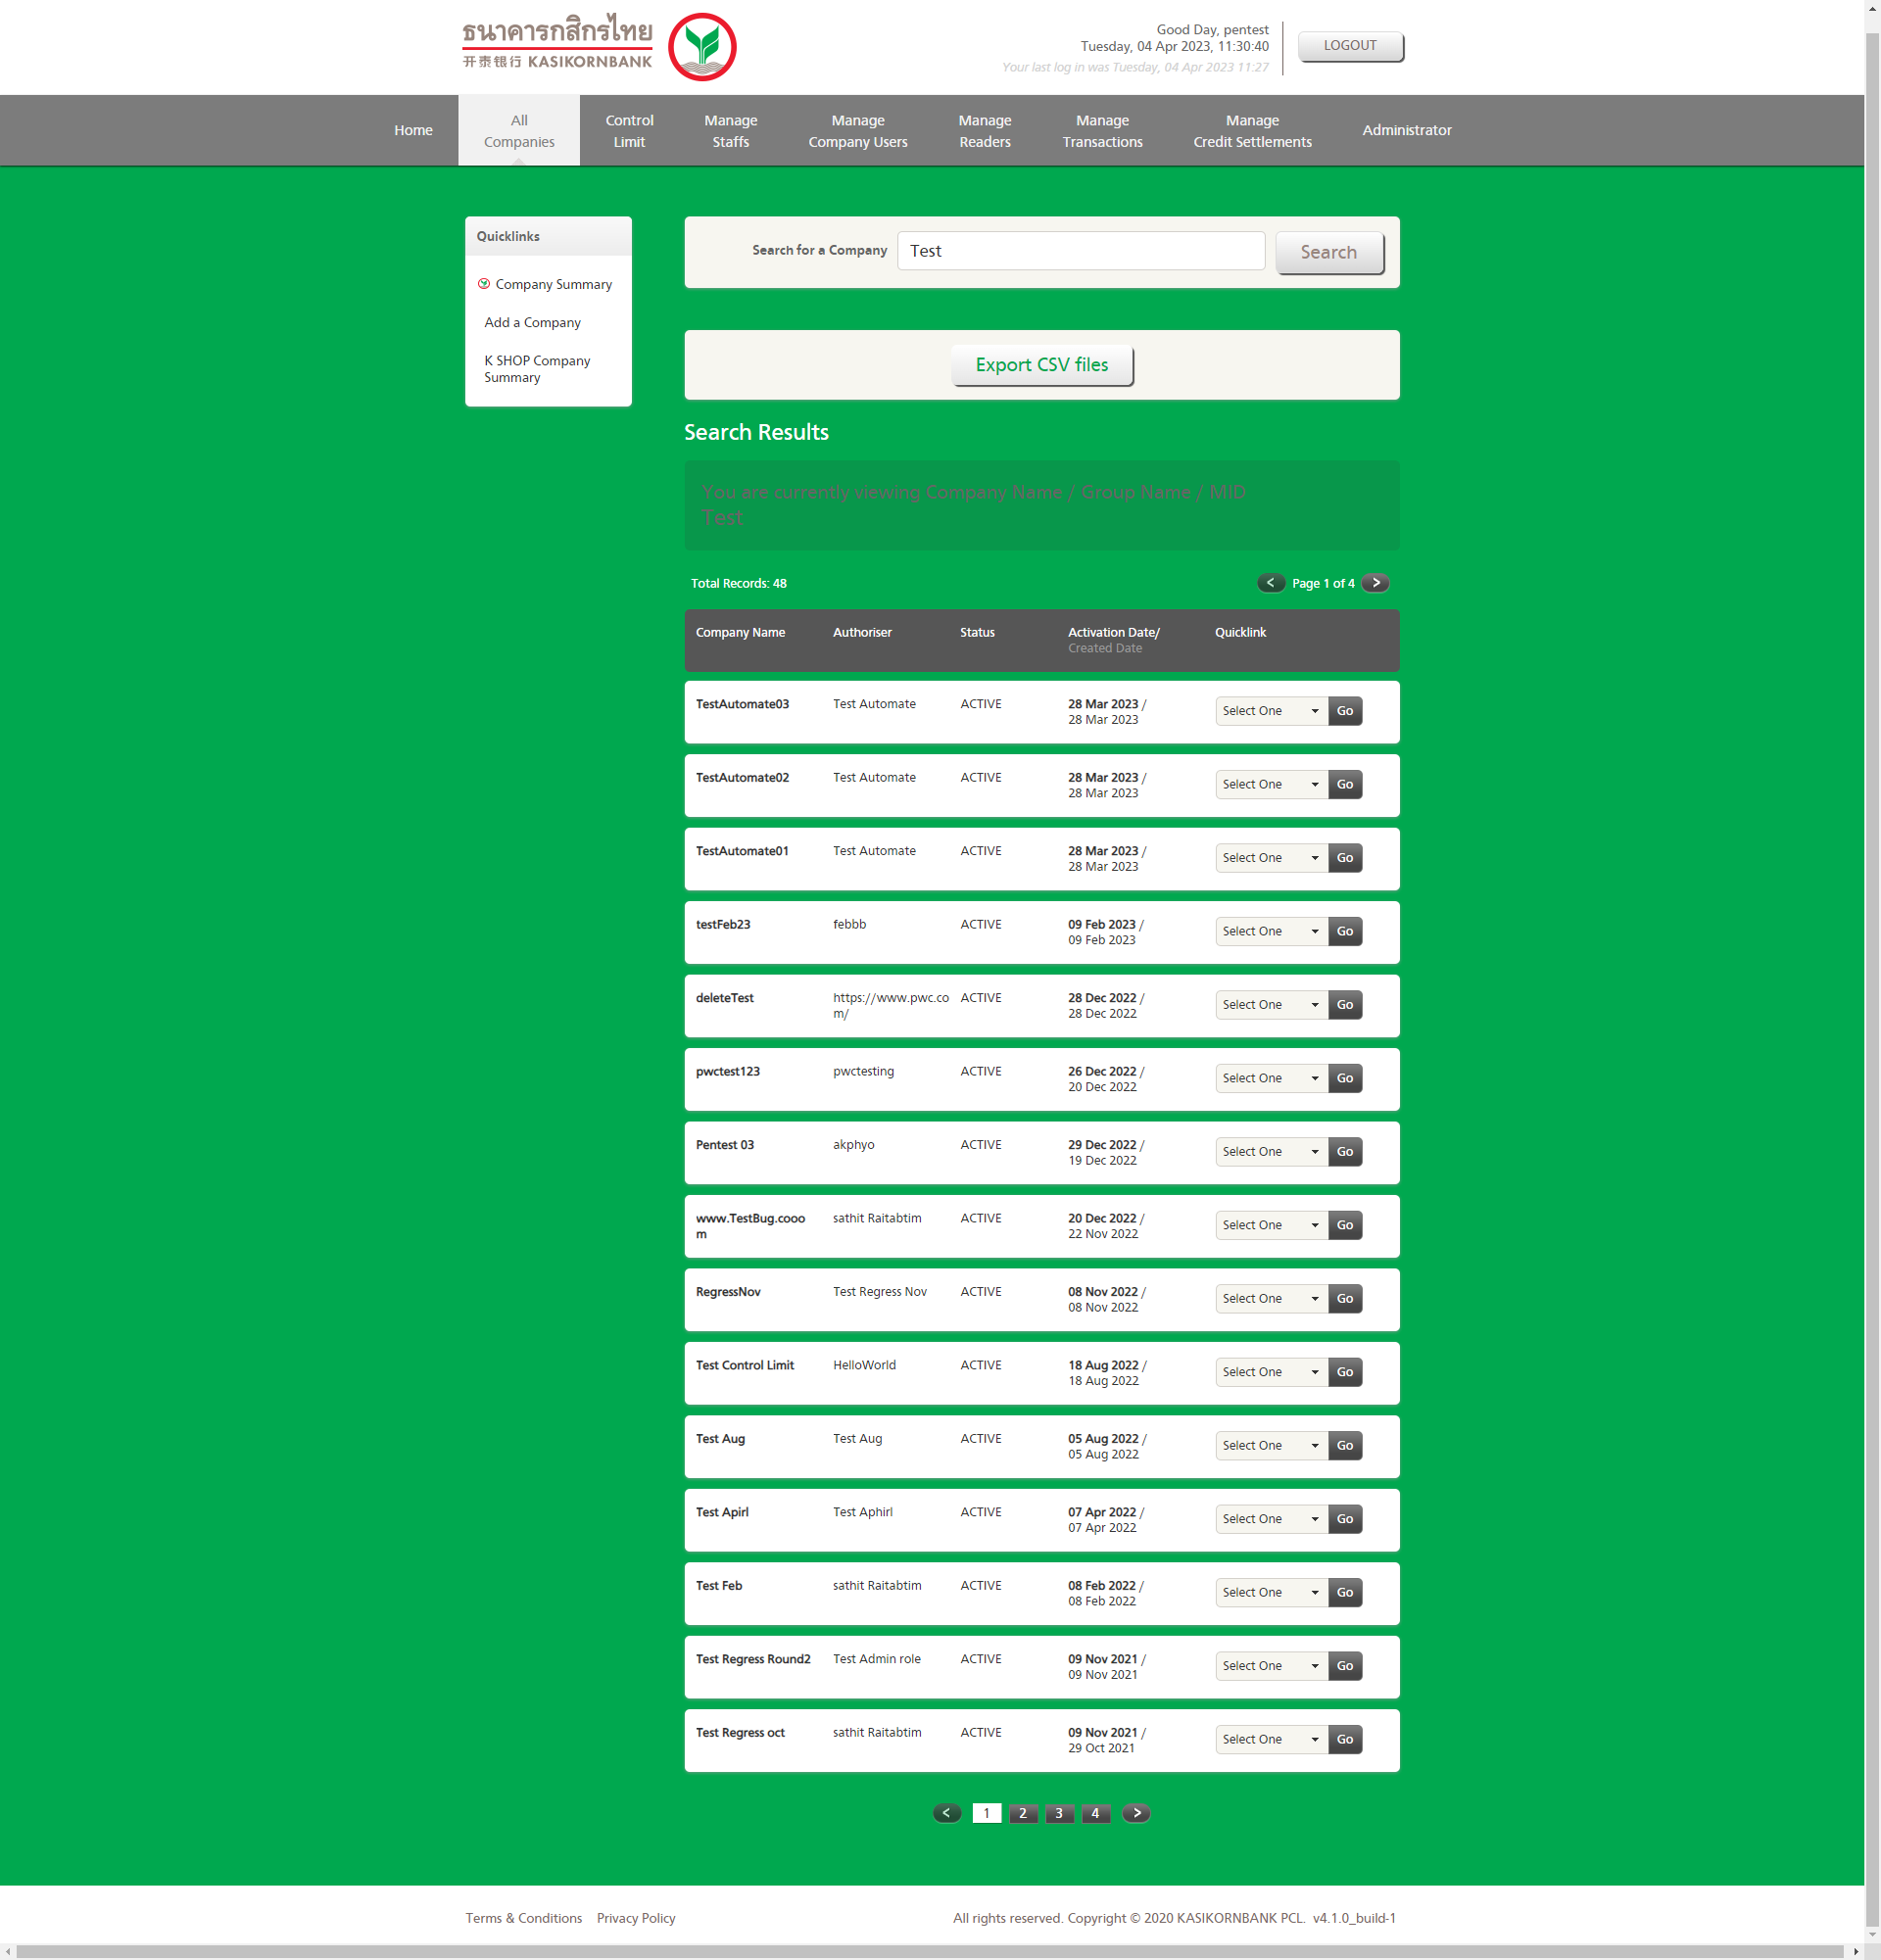 ธนาคารกสิกรไทย
开泰银行 KASIKORNBANK
Good Day, pentest
Tuesday, 04 Apr 2023, 11:30:40
Your last log in was Tuesday, 04 Apr 2023 11:27
LOGOUT
Home
All Companies
Control Limit
Manage Staffs
Manage Company Users
Manage Readers
Manage Transactions
Manage Credit Settlements
Administrator
Quicklinks
Company Summary
Add a Company
K SHOP Company
Summary
Search for a Company Test Search
Export CSV files
Search Results
You are currently viewing Company Name / Group Name / MID
Test
Total Records: 48 < Page 1 of 4 >
Company Name Authoriser Status Activation Date/ Quicklink
Created Date
TestAutomate03 Test Automate ACTIVE 28 Mar 2023 / Select One Go
28 Mar 2023
TestAutomate02 Test Automate ACTIVE 28 Mar 2023 / Select One Go
28 Mar 2023
TestAutomate01 Test Automate ACTIVE 28 Mar 2023 / Select One Go
28 Mar 2023
testFeb23 febbb ACTIVE 09 Feb 2023 / Select One Go
09 Feb 2023
deleteTest https://www.pwc.co ACTIVE 28 Dec 2022 / Select One Go
m/ 28 Dec 2022
pwctest123 pwctesting ACTIVE 26 Dec 2022 / Select One Go
20 Dec 2022
Pentest 03 akphyo ACTIVE 29 Dec 2022 / Select One Go
19 Dec 2022
www.TestBug.cooo sathit Raitabtim ACTIVE 20 Dec 2022 / Select One Go
m 22 Nov 2022
RegressNov Test Regress Nov ACTIVE 08 Nov 2022 / Select One Go
08 Nov 2022
Test Control Limit HelloWorld ACTIVE 18 Aug 2022 / Select One Go
18 Aug 2022
Test Aug Test Aug ACTIVE 05 Aug 2022 / Select One Go
05 Aug 2022
Test Apirl Test Aphirl ACTIVE 07 Apr 2022 / Select One Go
07 Apr 2022
Test Feb sathit Raitabtim ACTIVE 08 Feb 2022 / Select One Go
08 Feb 2022
Test Regress Round2 Test Admin role ACTIVE 09 Nov 2021 / Select One Go
09 Nov 2021
Test Regress oct sathit Raitabtim ACTIVE 09 Nov 2021 / Select One Go
29 Oct 2021
< 1 2 3 4 >
Terms & Conditions Privacy Policy All rights reserved. Copyright © 2020 KASIKORNBANK PCL. v4.1.0_build-1